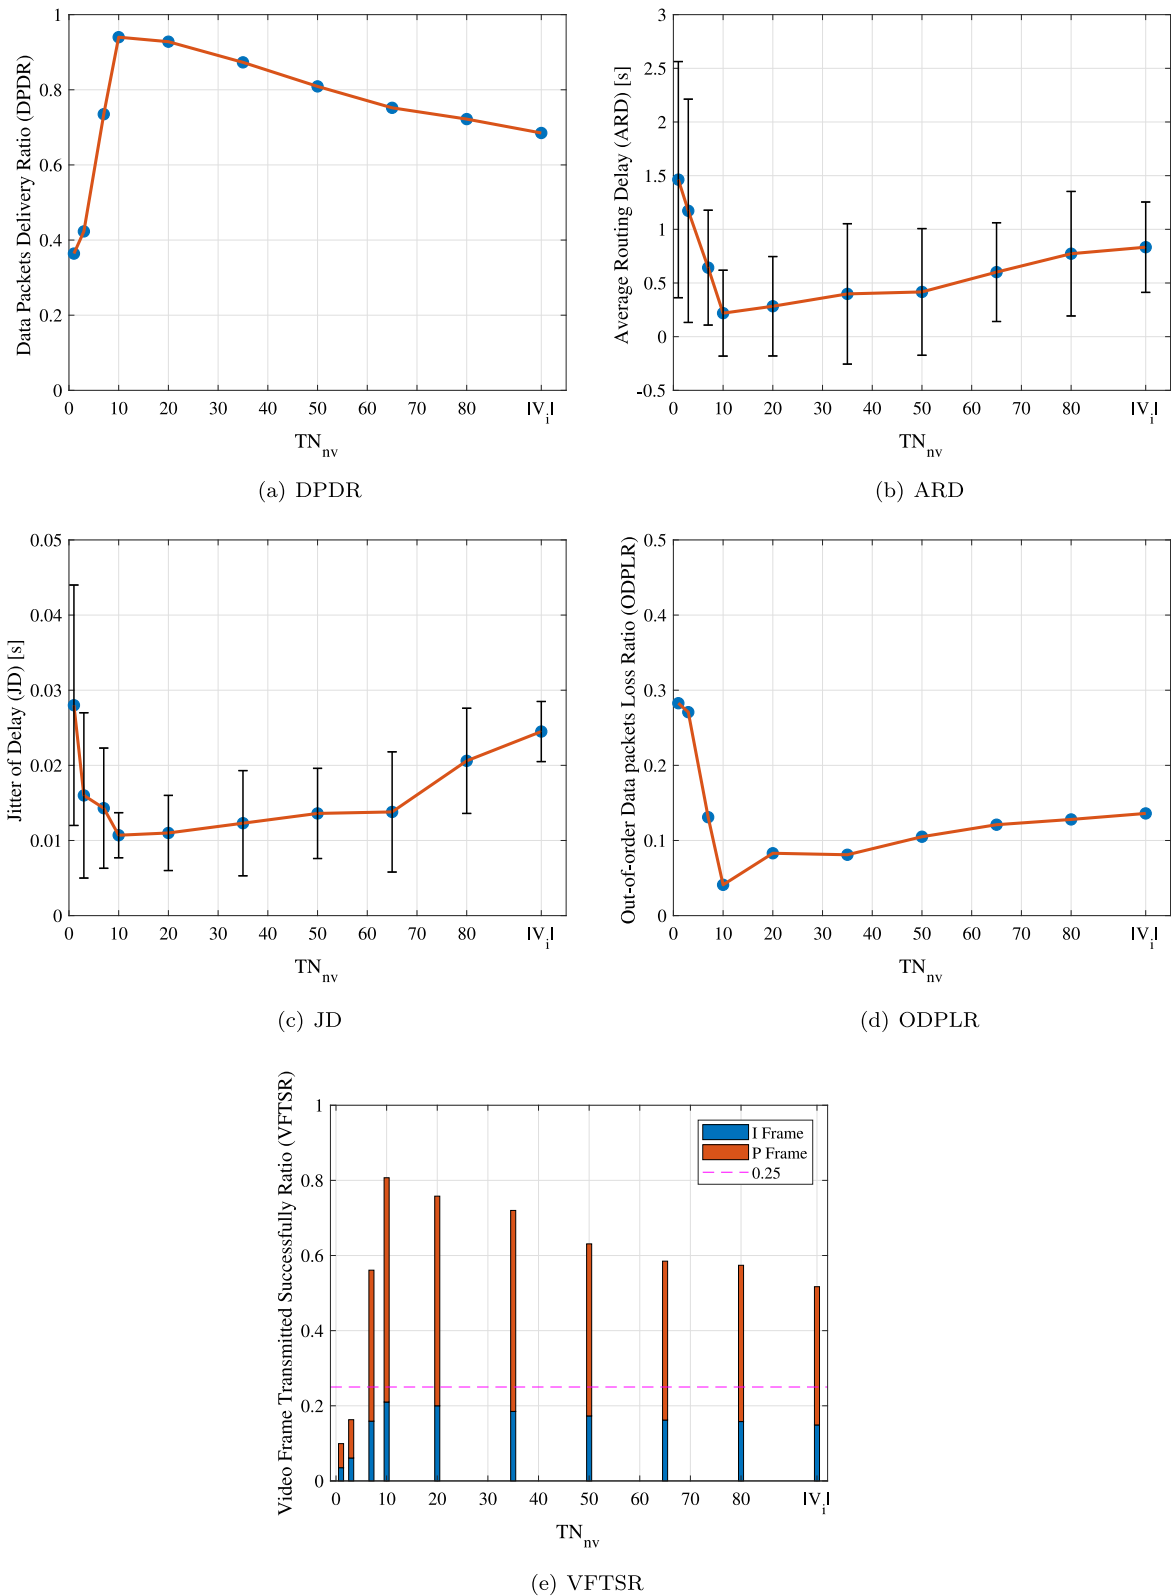 Data Packets Delivery Ratio (DPDR)
1
0.8
0.6
0.4
0.2
0
0 10 20 30 40 50 60 70 80 |V_i|
TN_nv
(a) DPDR
Average Routing Delay (ARD) [s]
3
2.5
2
1.5
1
0.5
0
-0.5
0 10 20 30 40 50 60 70 80 |V_i|
TN_nv
(b) ARD
Jitter of Delay (JD) [s]
0.05
0.04
0.03
0.02
0.01
0
0 10 20 30 40 50 60 70 80 |V_i|
TN_nv
(c) JD
Out-of-order Data packets Loss Ratio (ODPLR)
0.5
0.4
0.3
0.2
0.1
0
0 10 20 30 40 50 60 70 80 |V_i|
TN_nv
(d) ODPLR
Video Frame Transmitted Successfully Ratio (VFTSR)
1
0.8
0.6
0.4
0.2
0
I Frame
P Frame
0.25
0 10 20 30 40 50 60 70 80 |V_i|
TN_nv
(e) VFTSR